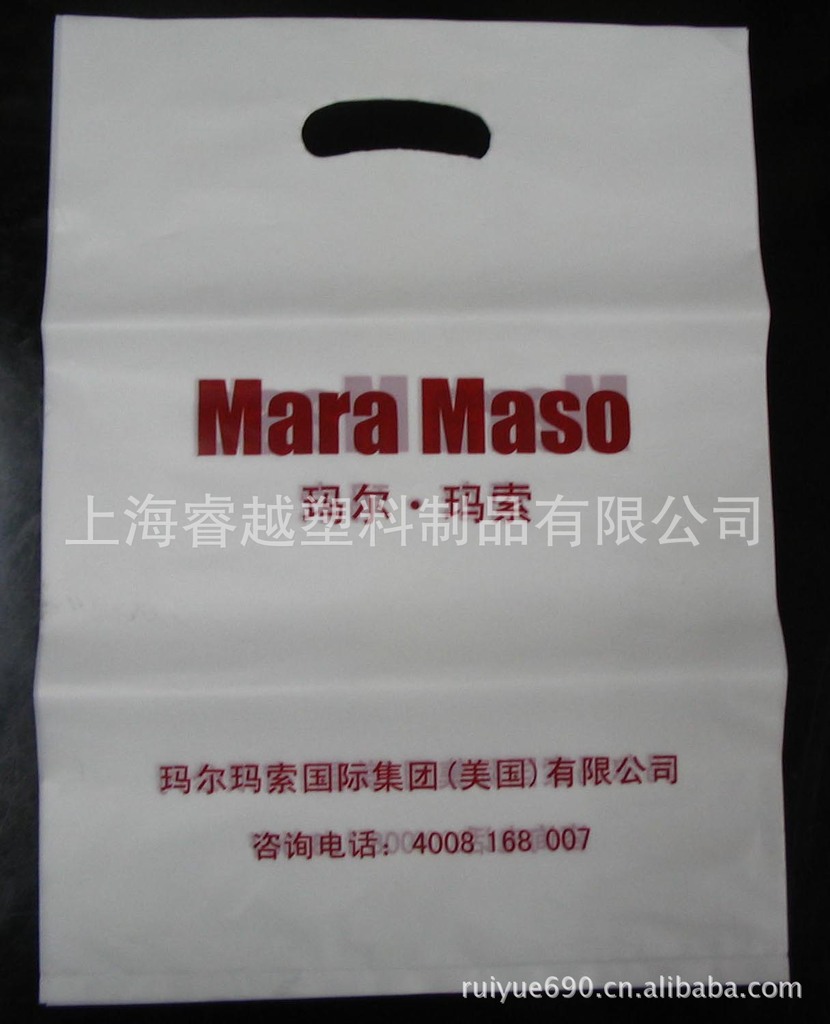 Mara Maso
玛尔·玛索
上海睿越塑料制品有限公司
玛尔玛索国际集团(美国)有限公司
咨询电话：4008 168 007
ruiyue690.cn.alibaba.com